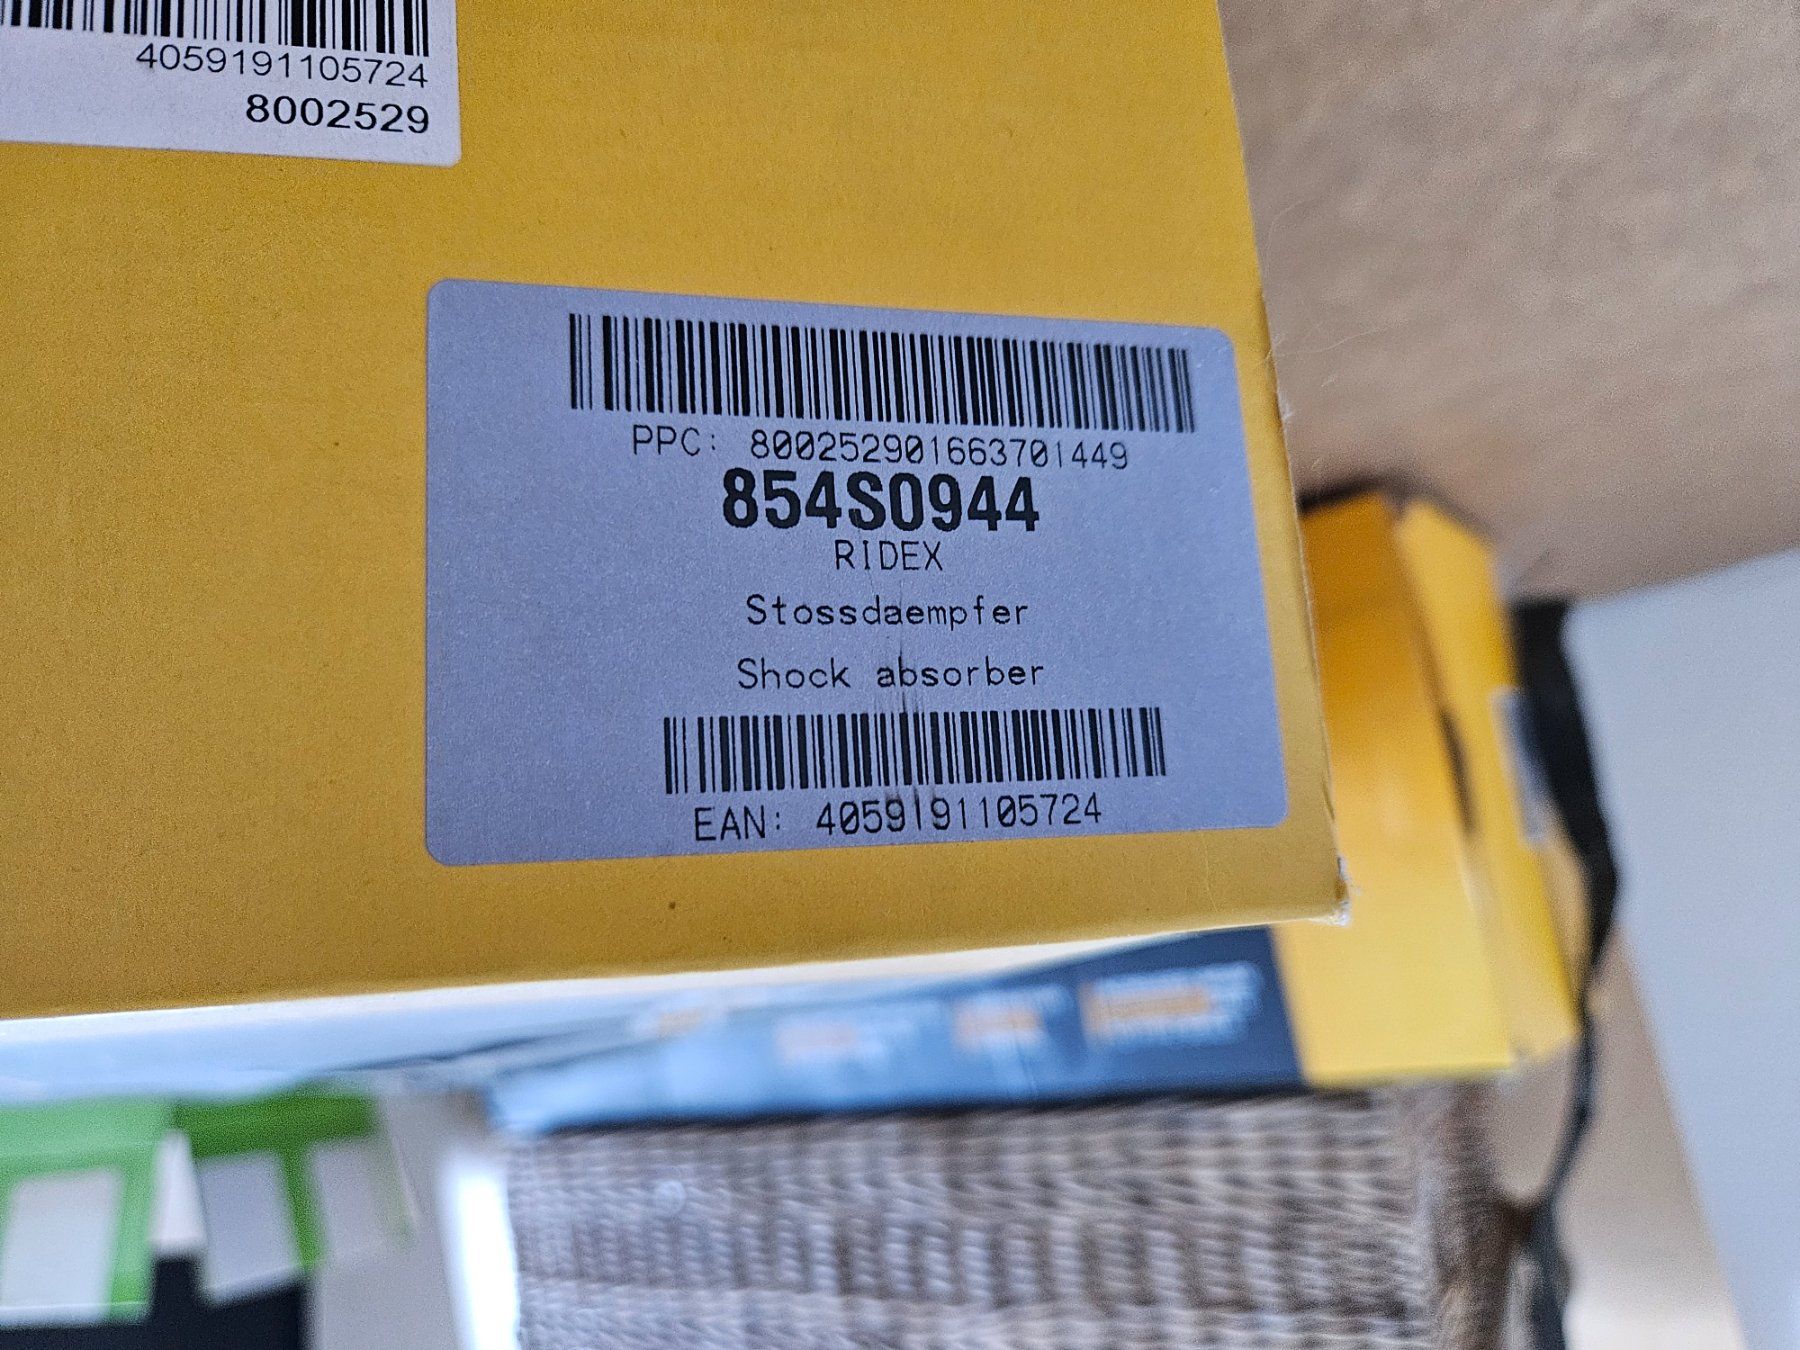 4059191105724
8002529
PPC: 800252901663701449
854S0944
RIDEX
Stossdaempfer
Shock absorber
EAN: 4059191105724